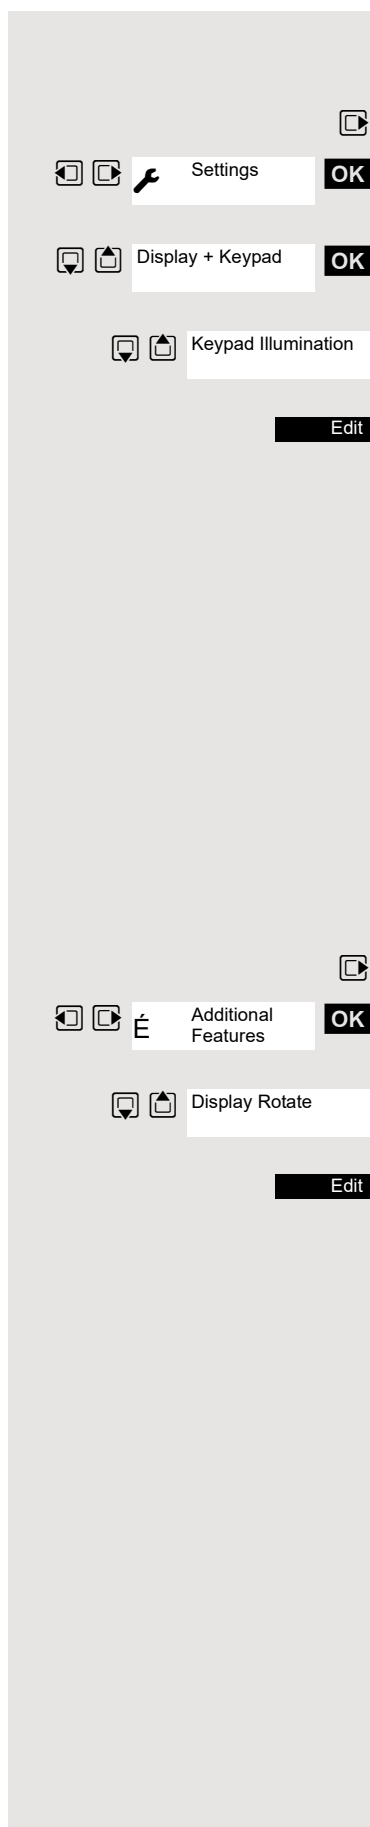 Settings OK
Display + Keypad OK
Keypad Illumination
Edit
É Additional
Features OK
Display Rotate
Edit